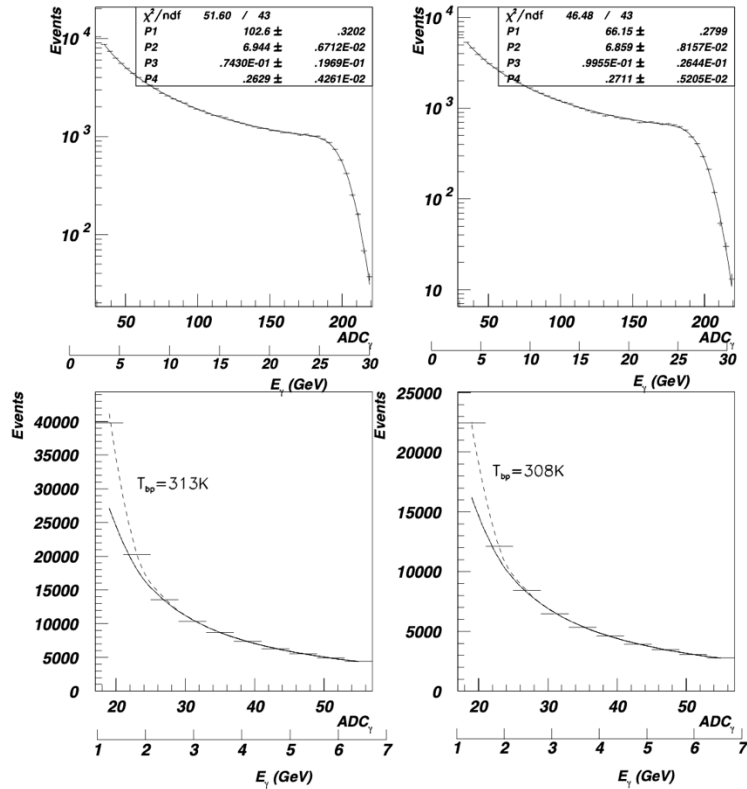 Events
χ²/ndf 51.60 / 43
P1 102.6 ± .3202
P2 6.944 ± .6712E-02
P3 .7430E-01 ± .1969E-01
P4 .2629 ± .4261E-02
10⁴
10³
10²
50 100 150 200
ADCγ
0 5 10 15 20 25 30
Eγ (GeV)
Events
χ²/ndf 46.48 / 43
P1 66.15 ± .2799
P2 6.859 ± .8157E-02
P3 .9955E-01 ± .2644E-01
P4 .2711 ± .5205E-02
10⁴
10³
10²
10
50 100 150 200
ADCγ
0 5 10 15 20 25 30
Eγ (GeV)
Events
40000
35000
30000
25000
20000
15000
10000
5000
0
Tbp=313K
20 30 40 50
ADCγ
1 2 3 4 5 6 7
Eγ (GeV)
Events
25000
20000
15000
10000
5000
0
Tbp=308K
20 30 40 50
ADCγ
1 2 3 4 5 6 7
Eγ (GeV)